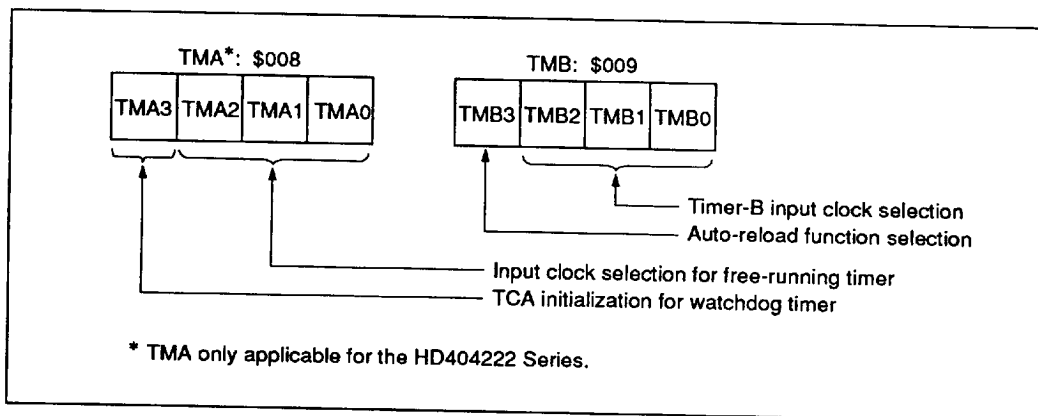 TMA*: $008
TMB: $009
TMA3 TMA2 TMA1 TMA0
TMB3 TMB2 TMB1 TMB0
Timer-B input clock selection
Auto-reload function selection
Input clock selection for free-running timer
TCA initialization for watchdog timer
* TMA only applicable for the HD404222 Series.